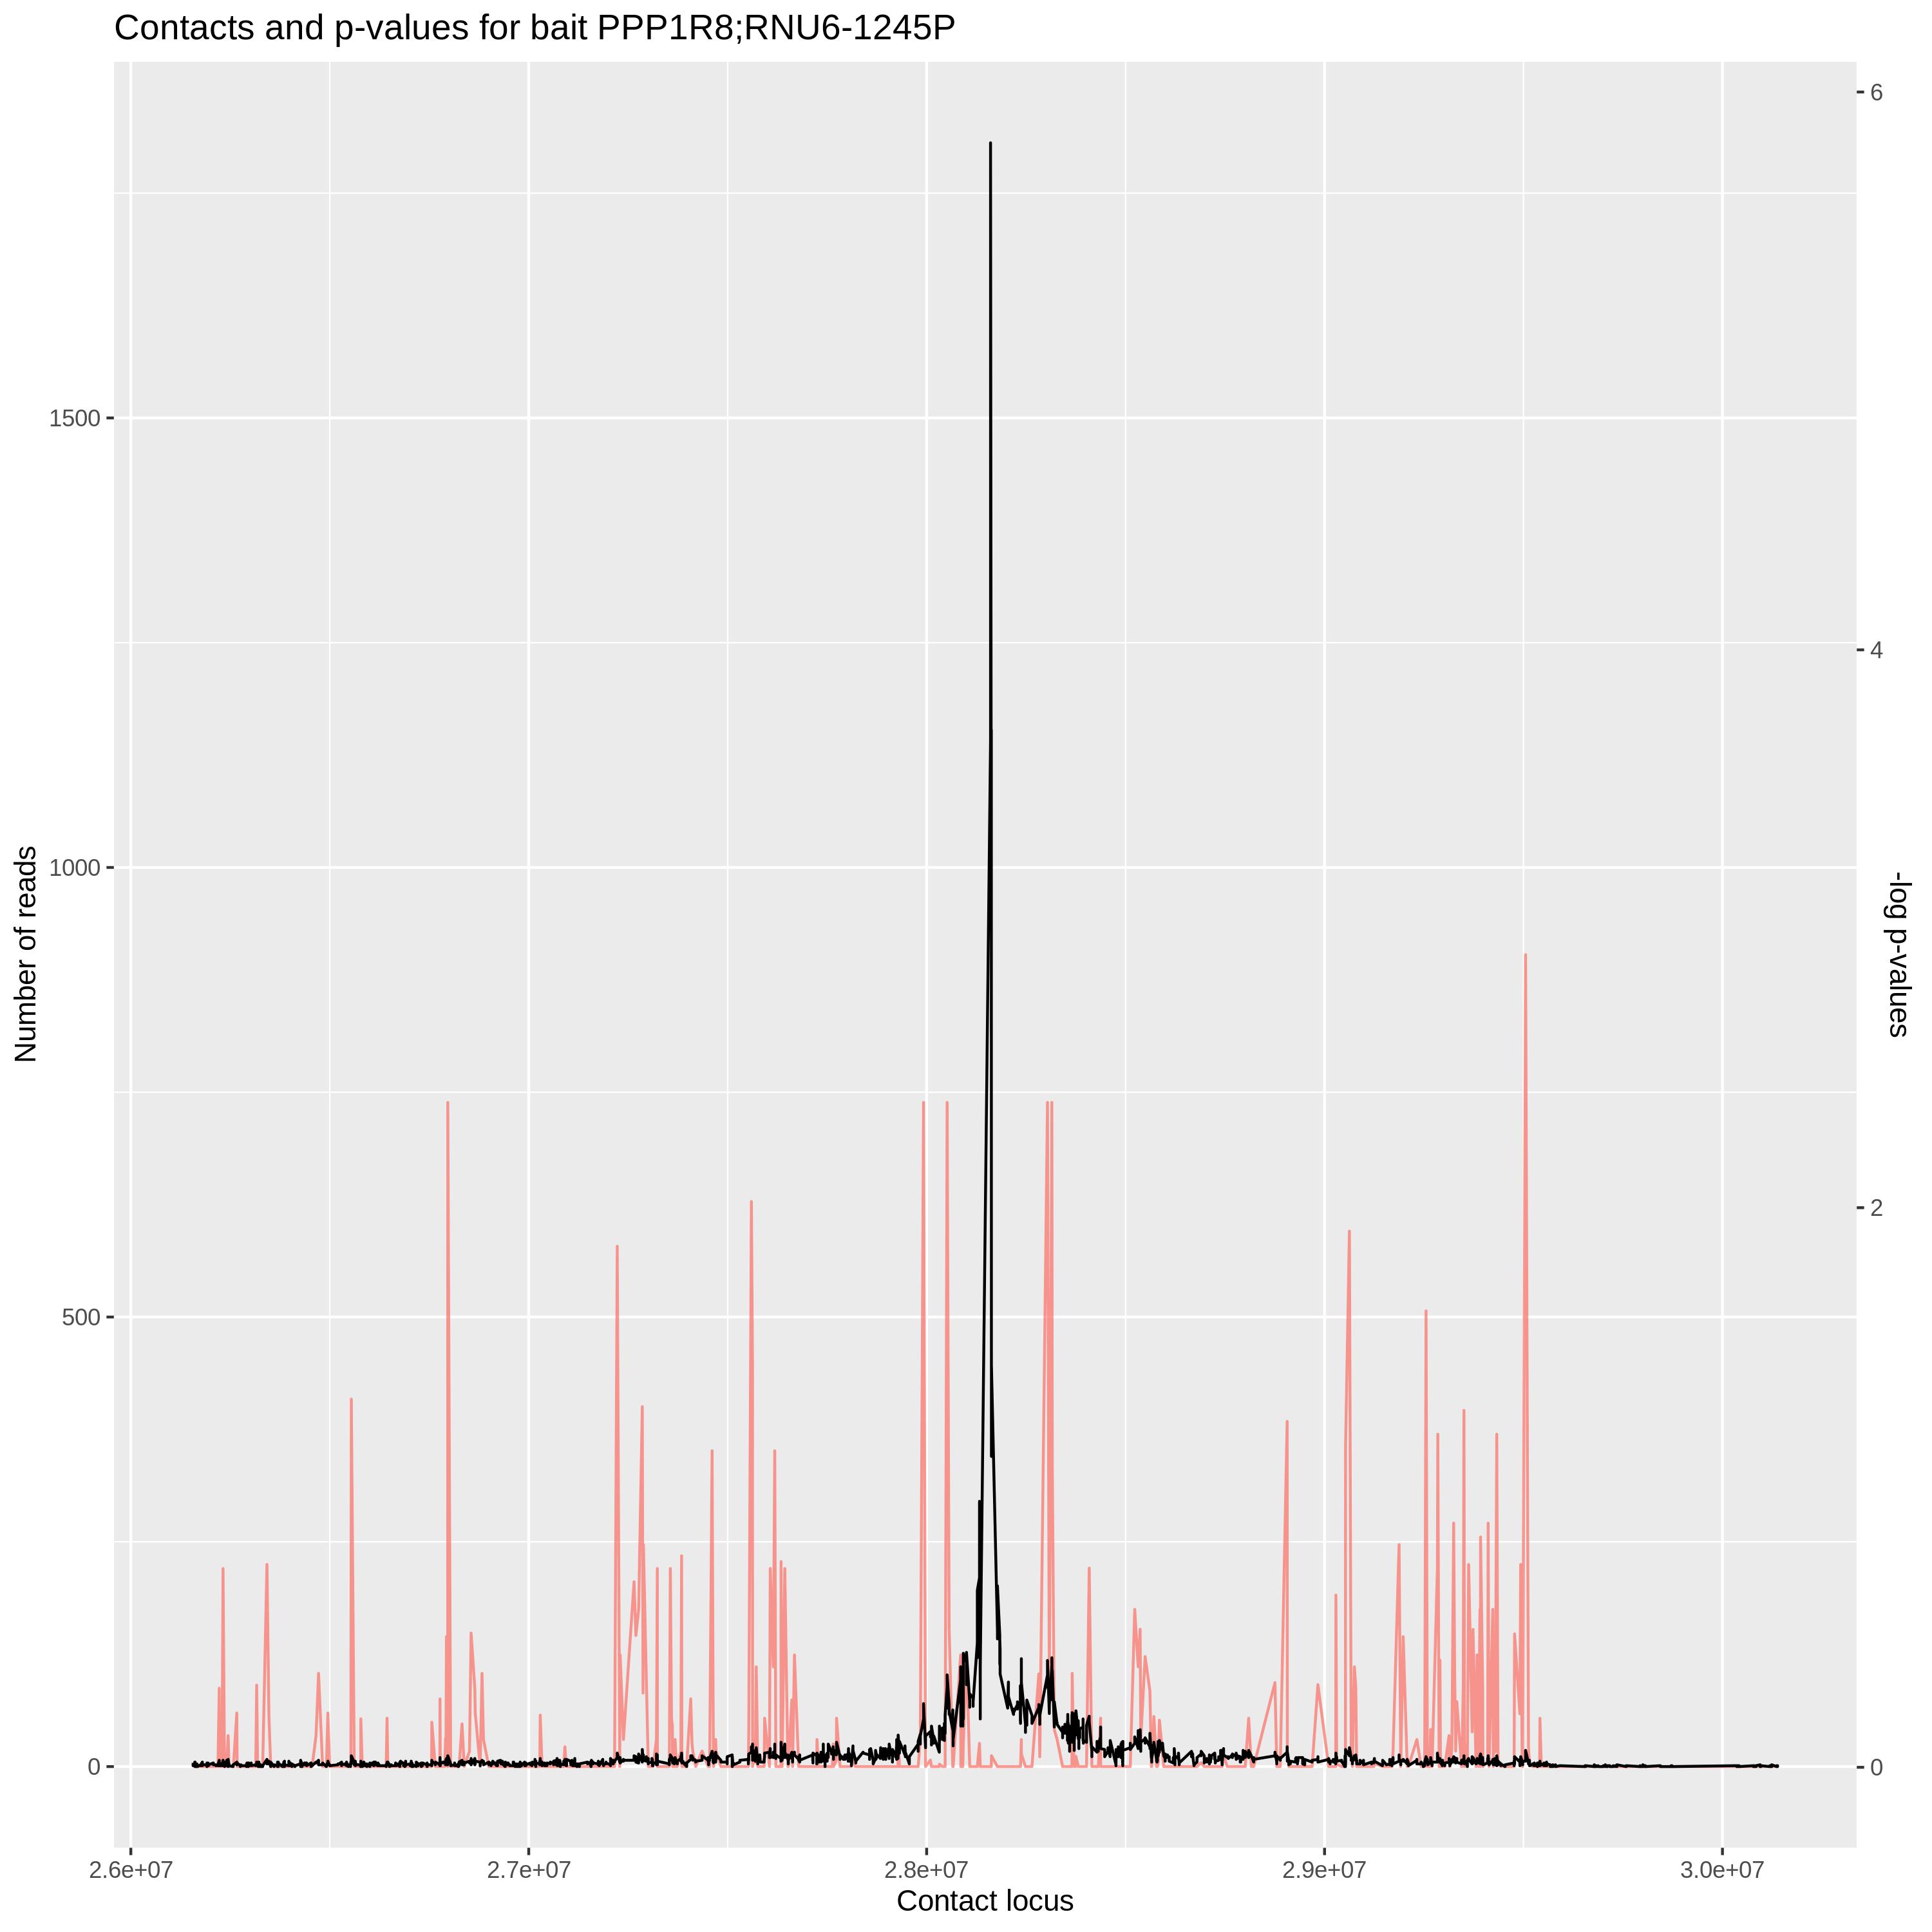 Contacts and p-values for bait PPP1R8;RNU6-1245P
6
1500
4
1000
Number of reads
-log p-values
2
500
0
0
2.6e+07
2.7e+07
2.8e+07
2.9e+07
3.0e+07
Contact locus